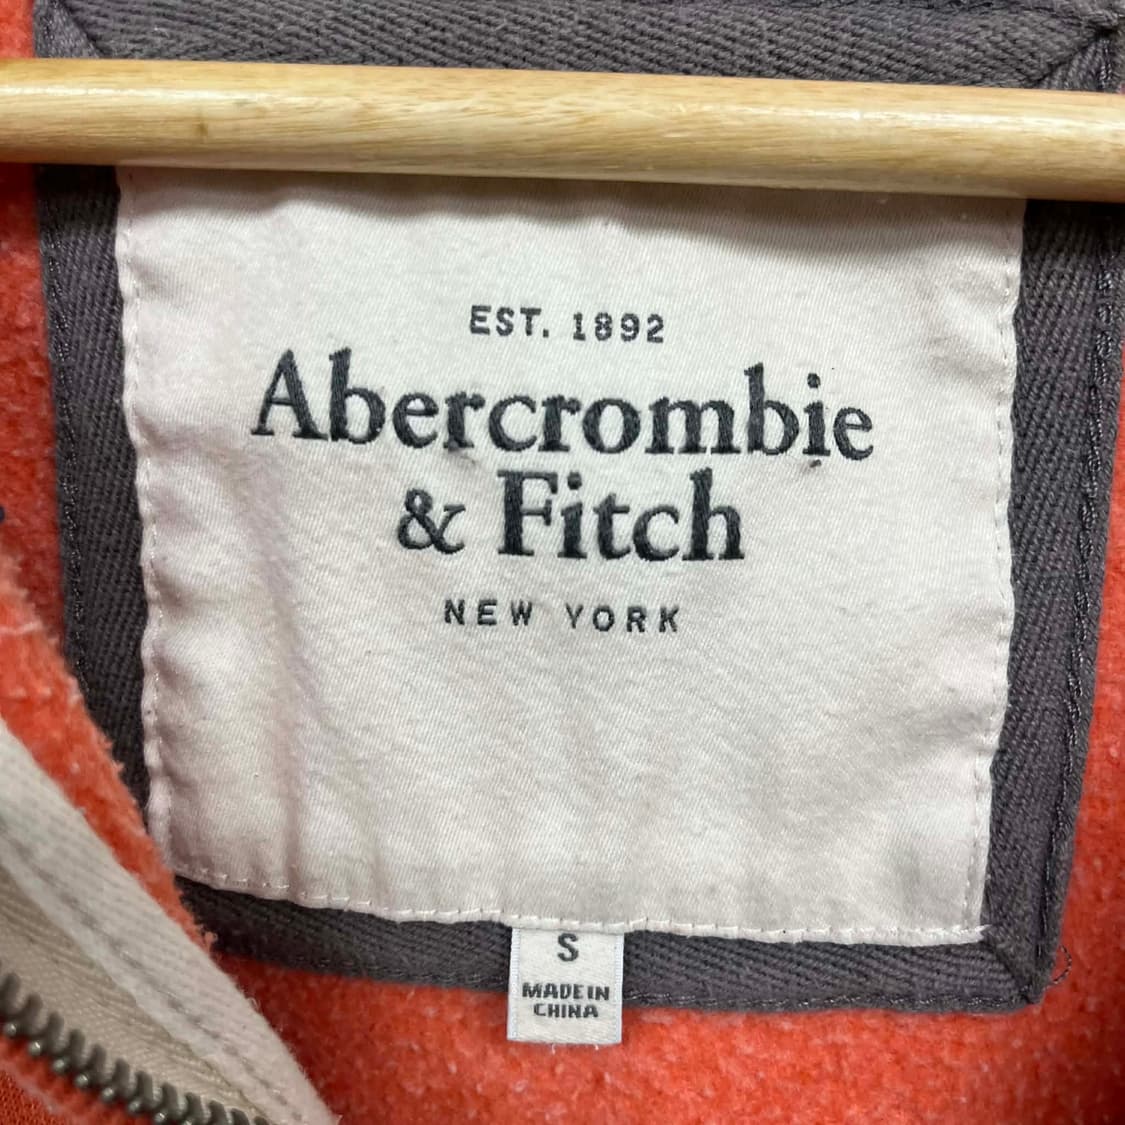 EST. 1892
Abercrombie
& Fitch
NEW YORK
S
MADE IN
CHINA